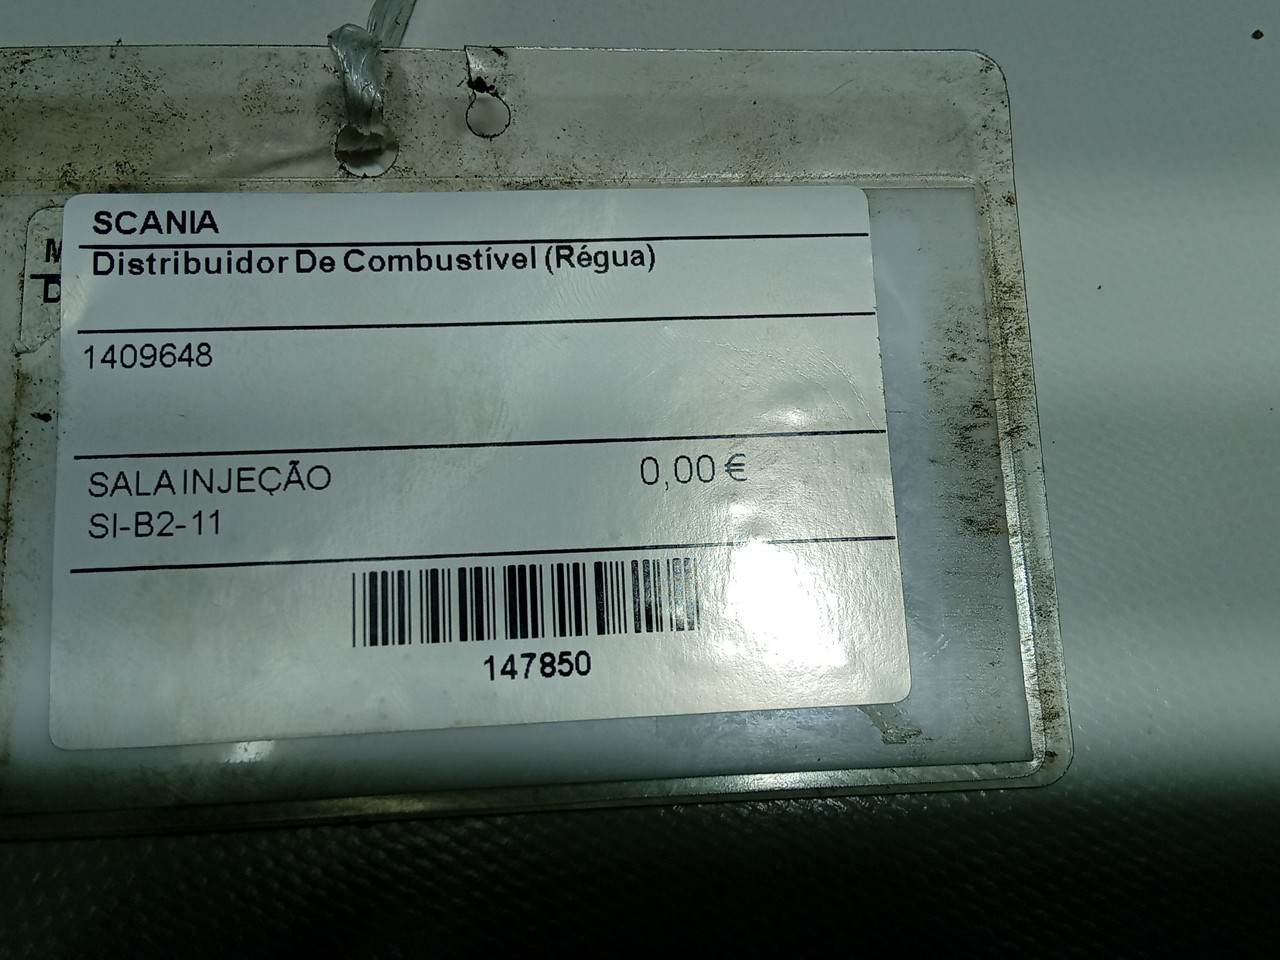 SCANIA
Distribuidor De Combustível (Régua)
1409648
SALA INJEÇÃO 0,00 €
SI-B2-11
147850